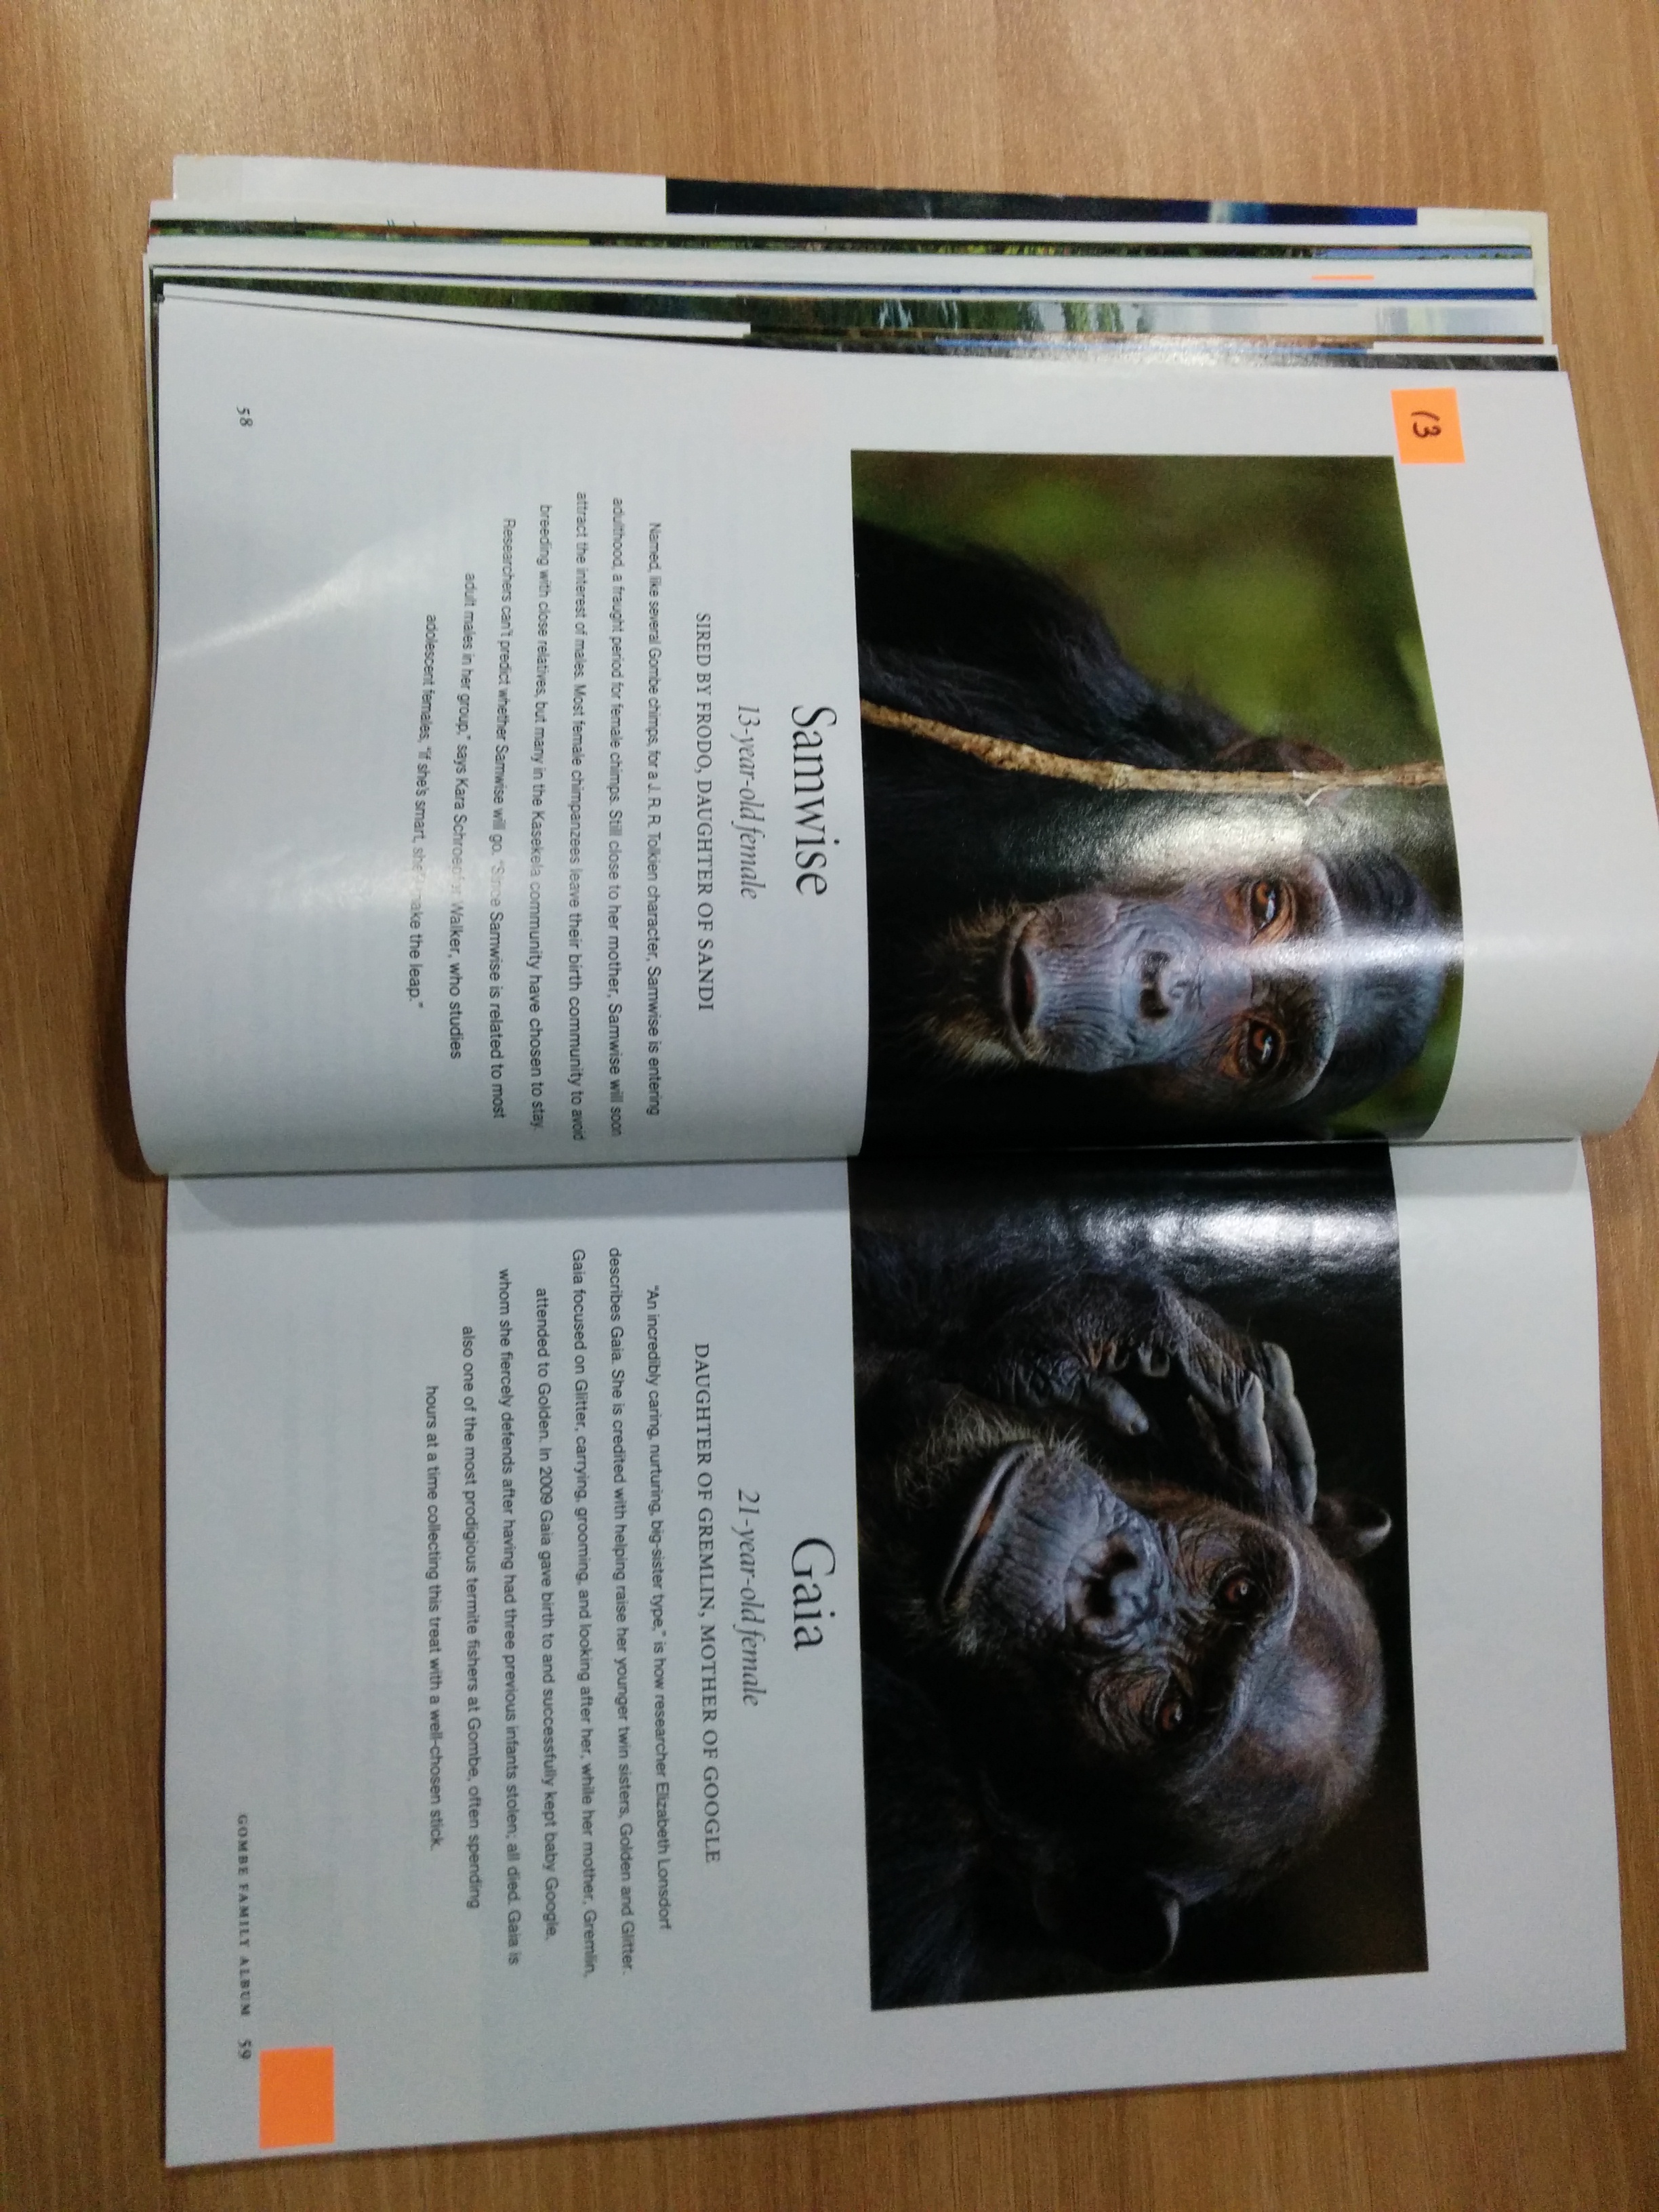 13
Samwise
13-year-old female
SIRED BY FRODO, DAUGHTER OF SANDI
Named, like several Gombe chimps, for a J. R. R. Tolkien character, Samwise is entering
adulthood, a fraught period for female chimps. Still close to her mother, Samwise will soon
attract the interest of males. Most female chimpanzees leave their birth community to avoid
breeding with close relatives, but many in the Kasekela community have chosen to stay.
Researchers can't predict whether Samwise will go. "Since Samwise is related to most
adult males in her group," says Kara Schroepfer Walker, who studies
adolescent females, "if she's smart, she'll make the leap."
58
Gaia
21-year-old female
DAUGHTER OF GREMLIN, MOTHER OF GOOGLE
"An incredibly caring, nurturing, big-sister type," is how researcher Elizabeth Lonsdorf
describes Gaia. She is credited with helping raise her younger twin sisters, Golden and Glitter.
Gaia focused on Glitter, carrying, grooming, and looking after her, while her mother, Gremlin,
attended to Golden. In 2009 Gaia gave birth to and successfully kept baby Google,
whom she fiercely defends after having had three previous infants stolen; all died. Gaia is
also one of the most prodigious termite fishers at Gombe, often spending
hours at a time collecting this treat with a well-chosen stick.
GOMBE FAMILY ALBUM 59